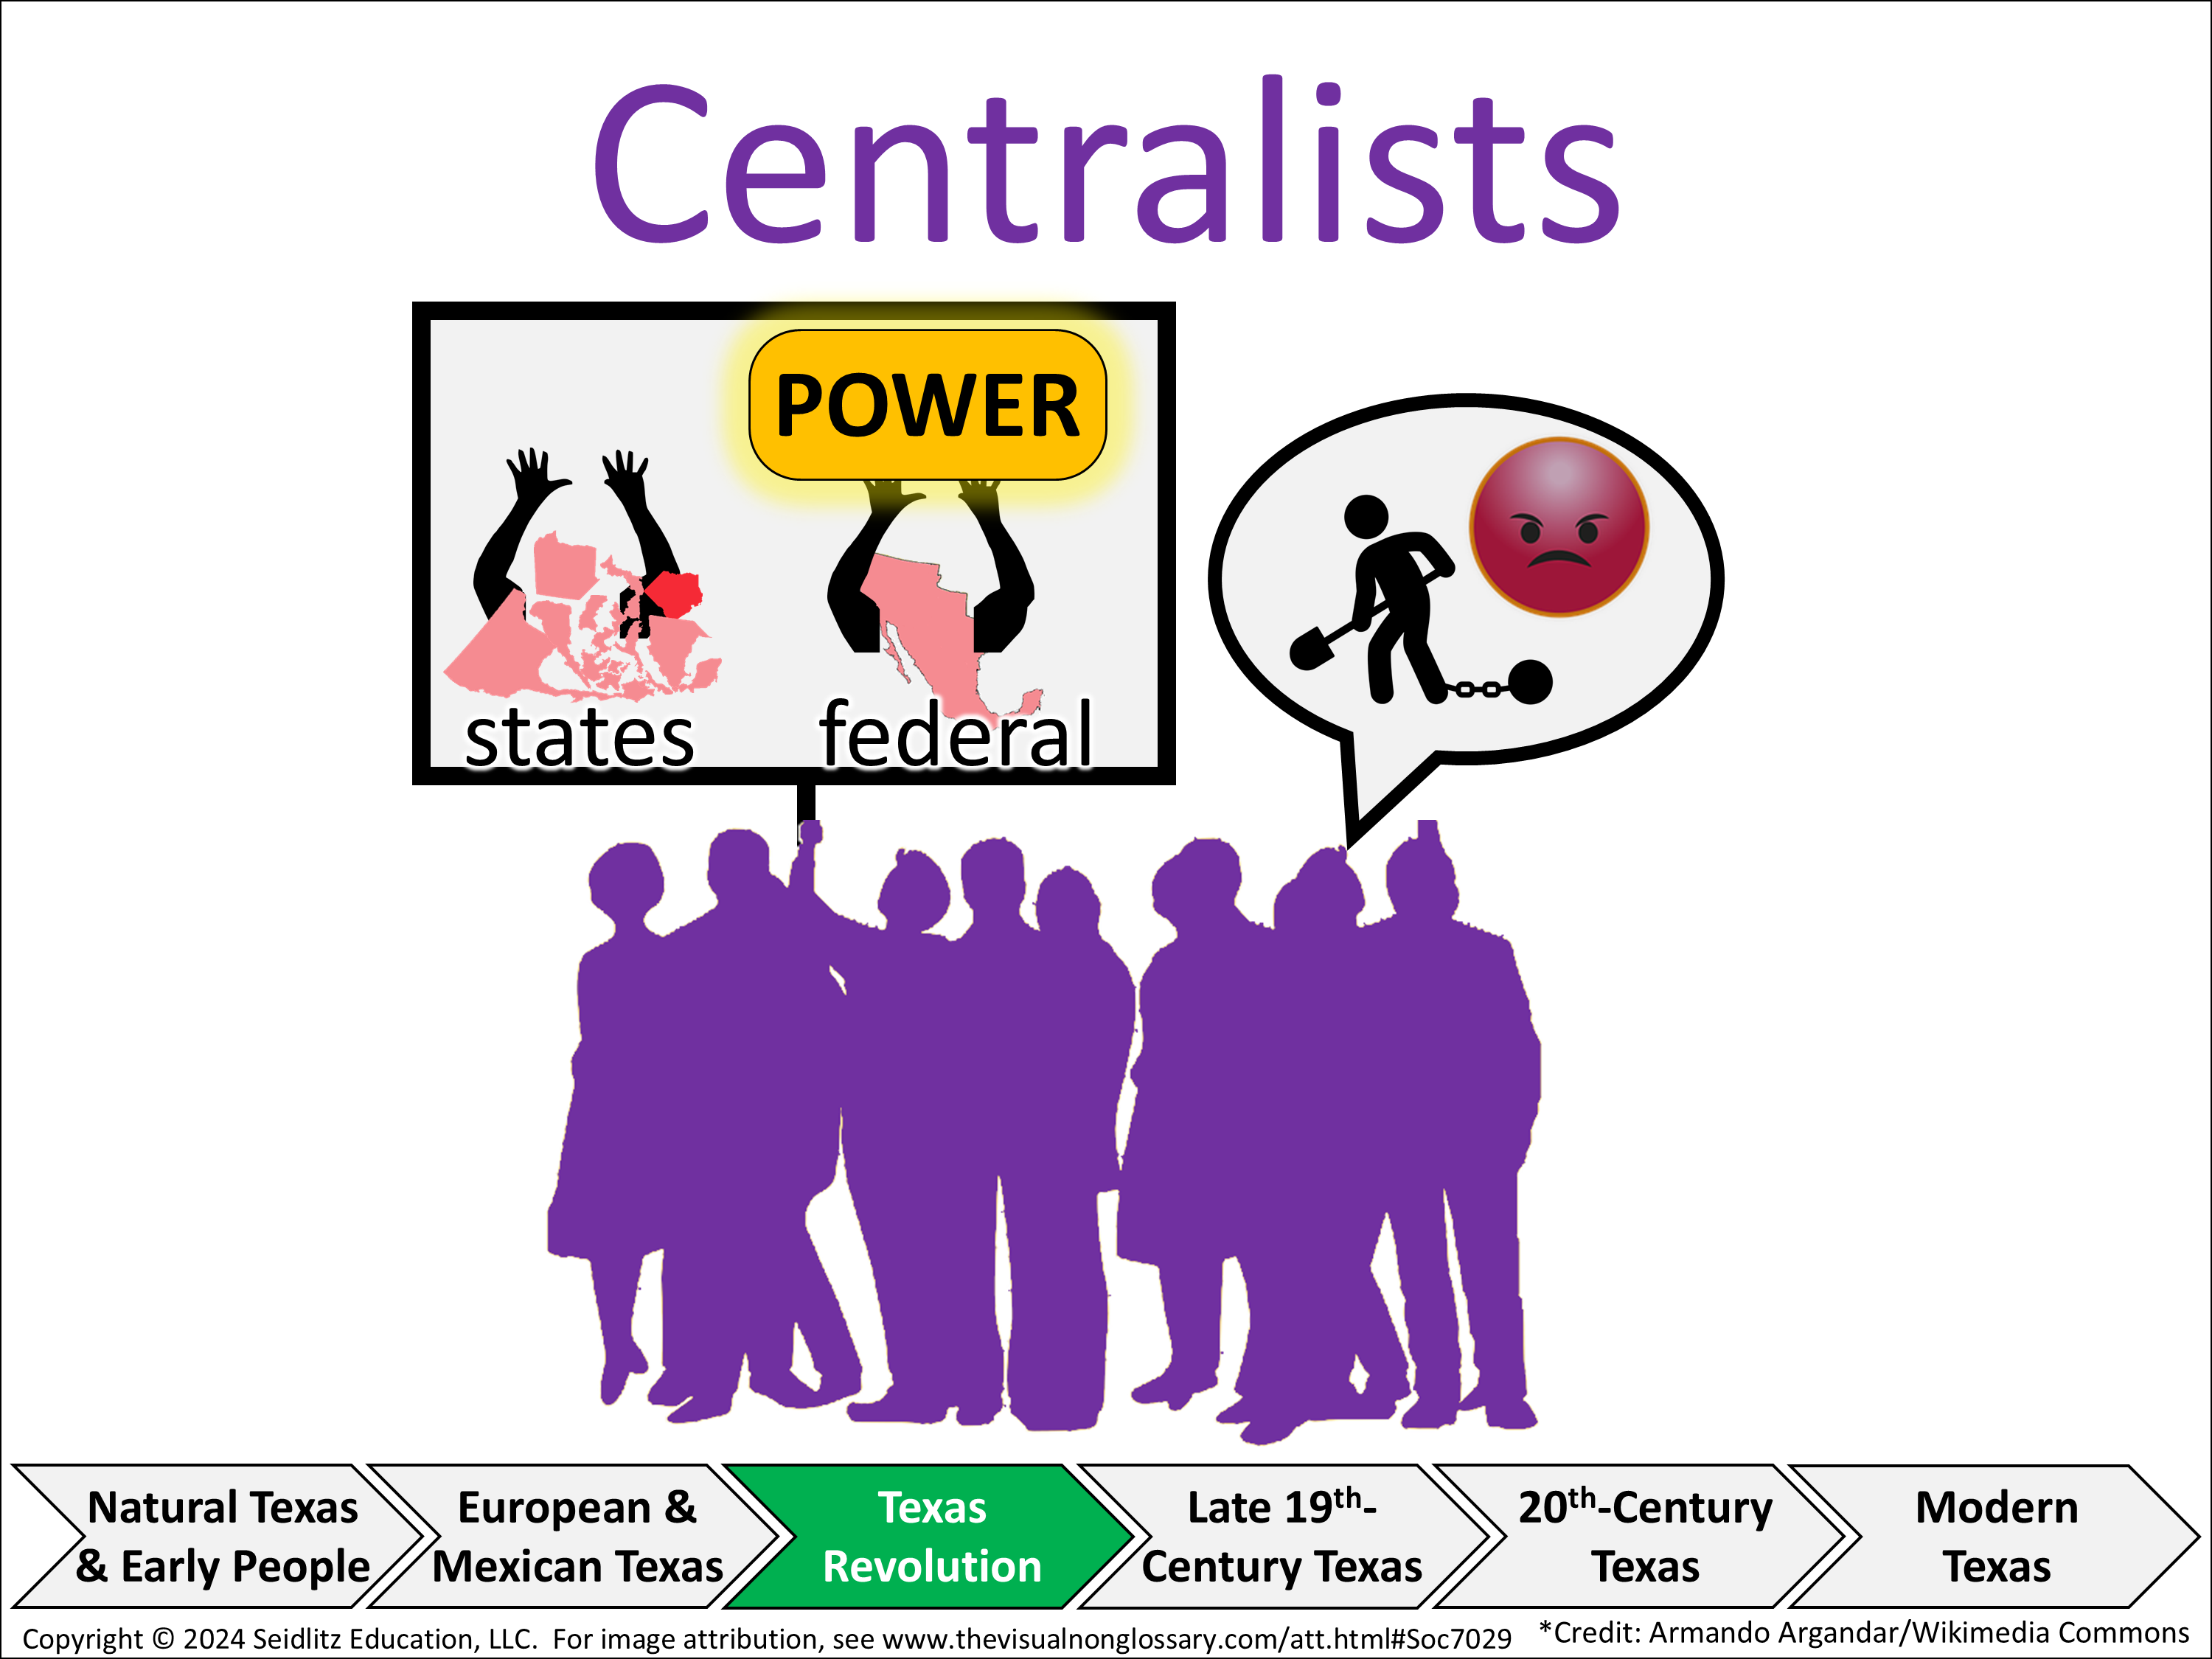 Centralists
POWER
states
federal
Natural Texas
& Early People
European &
Mexican Texas
Texas
Revolution
Late 19th-
Century Texas
20th-Century
Texas
Modern
Texas
Copyright © 2024 Seidlitz Education, LLC.  For image attribution, see www.thevisualnonglossary.com/att.html#Soc7029
*Credit: Armando Argandar/Wikimedia Commons